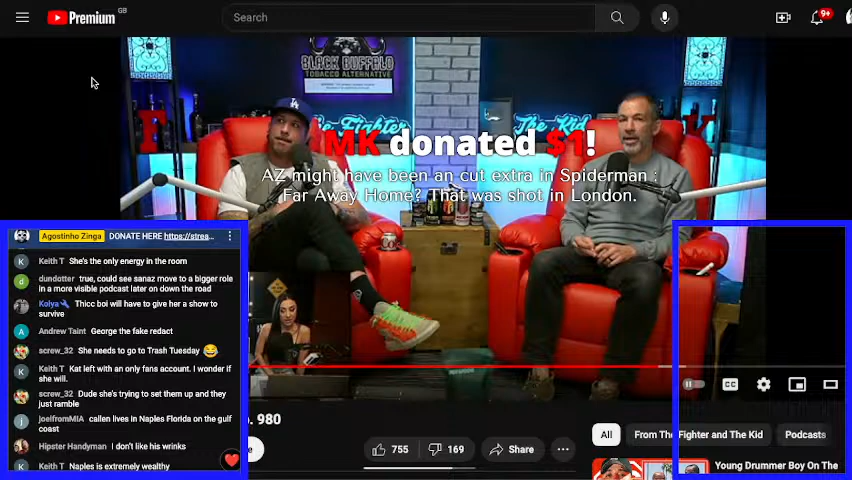 Premium GB
Search
9+
BLACK BUFFALO
TOBACCO ALTERNATIVE
LA
The Fighter
The Kid
MK donated $1!
AZ might have been an cut extra in Spiderman :
Far Away Home? That was shot in London.
Agostinho Zinga DONATE HERE https://strea...
Keith T She's the only energy in the room
dundotter true, could see sanaz move to a bigger role
in a more visible podcast later on down the road
Kolya Thicc boi will have to give her a show to
survive
Andrew Taint George the fake redact
screw_32 She needs to go to Trash Tuesday
Keith T Kat left with an only fans account. I wonder if
she will.
screw_32 Dude she's trying to set them up and they
just ramble
joelfromMIA callen lives in Naples Florida on the gulf
coast
Hipster Handyman I don't like his wrinks
Keith T Naples is extremely wealthy
CC
p. 980
755
169
Share
All
From The Fighter and The Kid
Podcasts
Young Drummer Boy On The